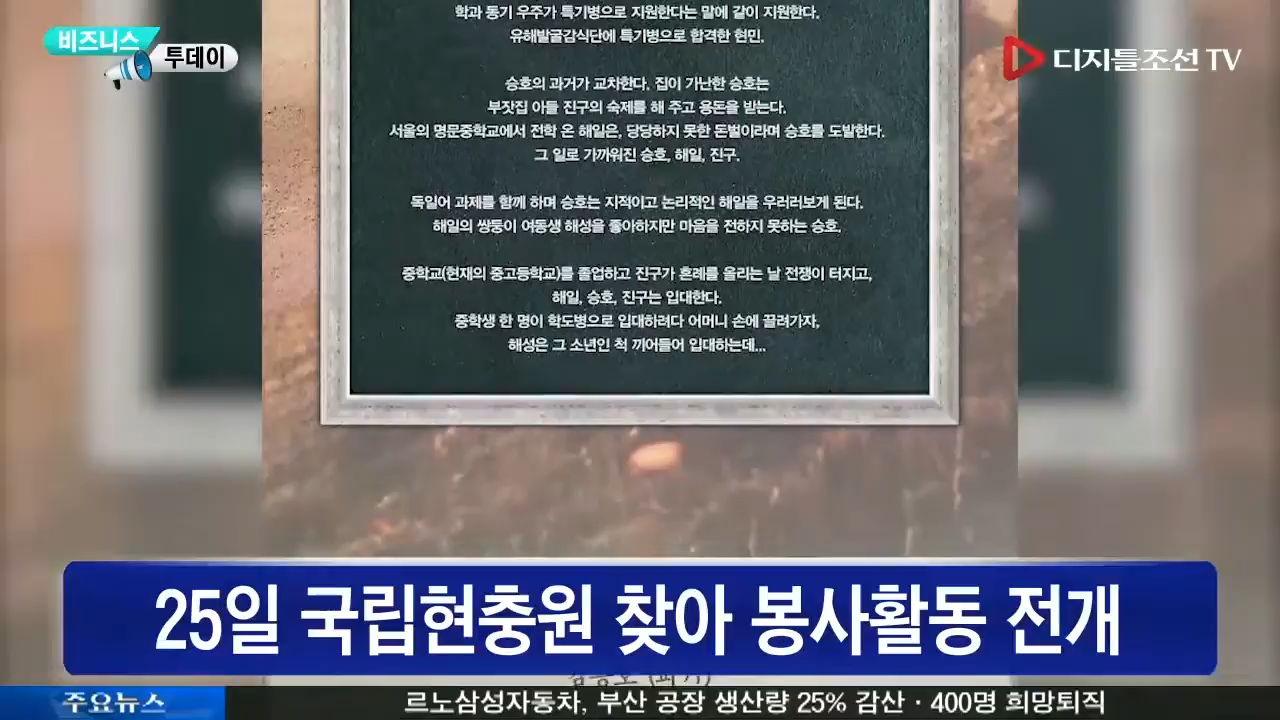 비즈니스
투데이
디지틀조선 TV
학과 동기 우주가 특기병으로 지원한다는 말에 같이 지원한다.
유해발굴감식단에 특기병으로 합격한 현민.
승호의 과거가 교차한다. 집이 가난한 승호는
부잣집 아들 진구의 숙제를 해 주고 용돈을 받는다.
서울의 명문중학교에서 전학 온 해일은, 당당하지 못한 돈벌이라며 승호를 도발한다.
그 일로 가까워진 승호, 해일, 진구.
독일어 과제를 함께 하며 승호는 지적이고 논리적인 해일을 우러러보게 된다.
해일의 쌍둥이 여동생 해성을 좋아하지만 마음을 전하지 못하는 승호.
중학교(현재의 중고등학교)를 졸업하고 진구가 혼례를 올리는 날 전쟁이 터지고,
해일, 승호, 진구는 입대한다.
중학생 한 명이 학도병으로 입대하려다 어머니 손에 끌려가자,
해성은 그 소년인 척 끼어들어 입대하는데...
25일 국립현충원 찾아 봉사활동 전개
주요뉴스
르노삼성자동차, 부산 공장 생산량 25% 감산 · 400명 희망퇴직